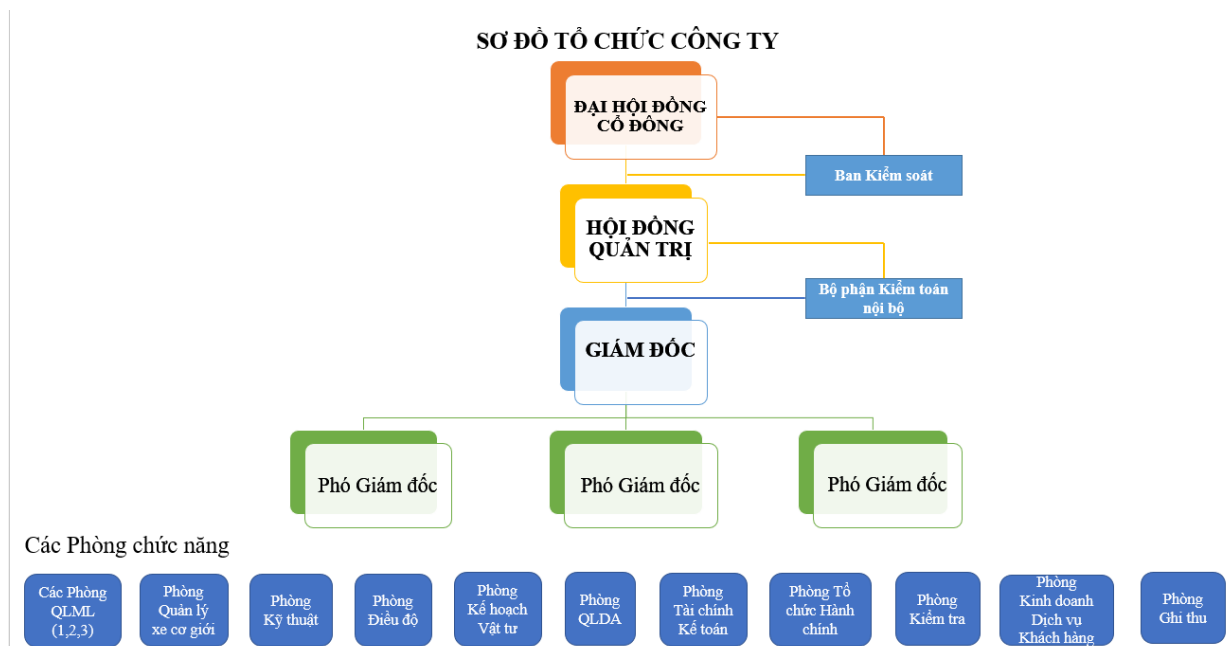 SƠ ĐỒ TỔ CHỨC CÔNG TY
ĐẠI HỘI ĐỒNG
CỔ ĐÔNG
Ban Kiểm soát
HỘI ĐỒNG
QUẢN TRỊ
Bộ phận Kiểm toán
nội bộ
GIÁM ĐỐC
Phó Giám đốc
Phó Giám đốc
Phó Giám đốc
Các Phòng chức năng
Các Phòng
QLML
(1,2,3)
Phòng
Quản lý
xe cơ giới
Phòng
Kỹ thuật
Phòng
Điều độ
Phòng
Kế hoạch
Vật tư
Phòng
QLDA
Phòng
Tài chính
Kế toán
Phòng Tổ
chức Hành
chính
Phòng
Kiểm tra
Phòng
Kinh doanh
Dịch vụ
Khách hàng
Phòng
Ghi thu